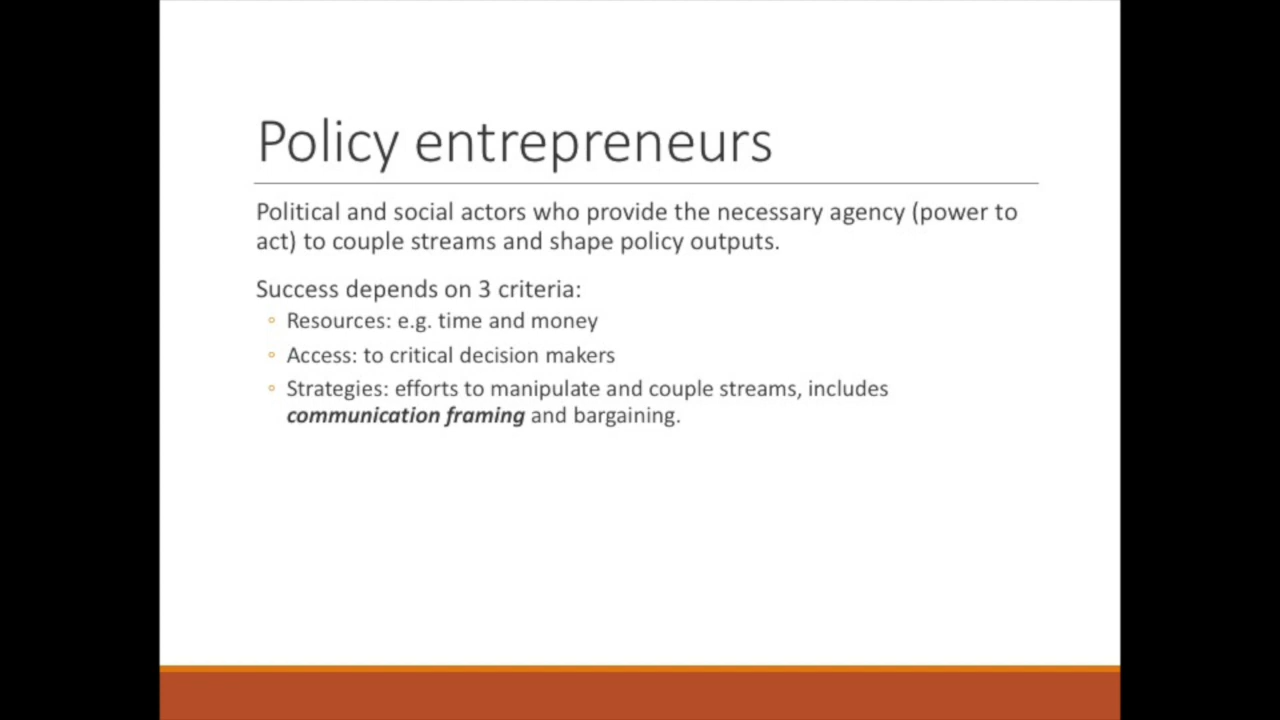 Policy entrepreneurs
Political and social actors who provide the necessary agency (power to
act) to couple streams and shape policy outputs.
Success depends on 3 criteria:
◦ Resources: e.g. time and money
◦ Access: to critical decision makers
◦ Strategies: efforts to manipulate and couple streams, includes
communication framing and bargaining.